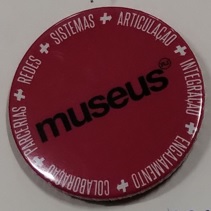 museus
REDES + SISTEMAS + ARTICULAÇÃO + INTEGRAÇÃO + ENGAJAMENTO + COLABORAÇÃO + PARCERIAS +